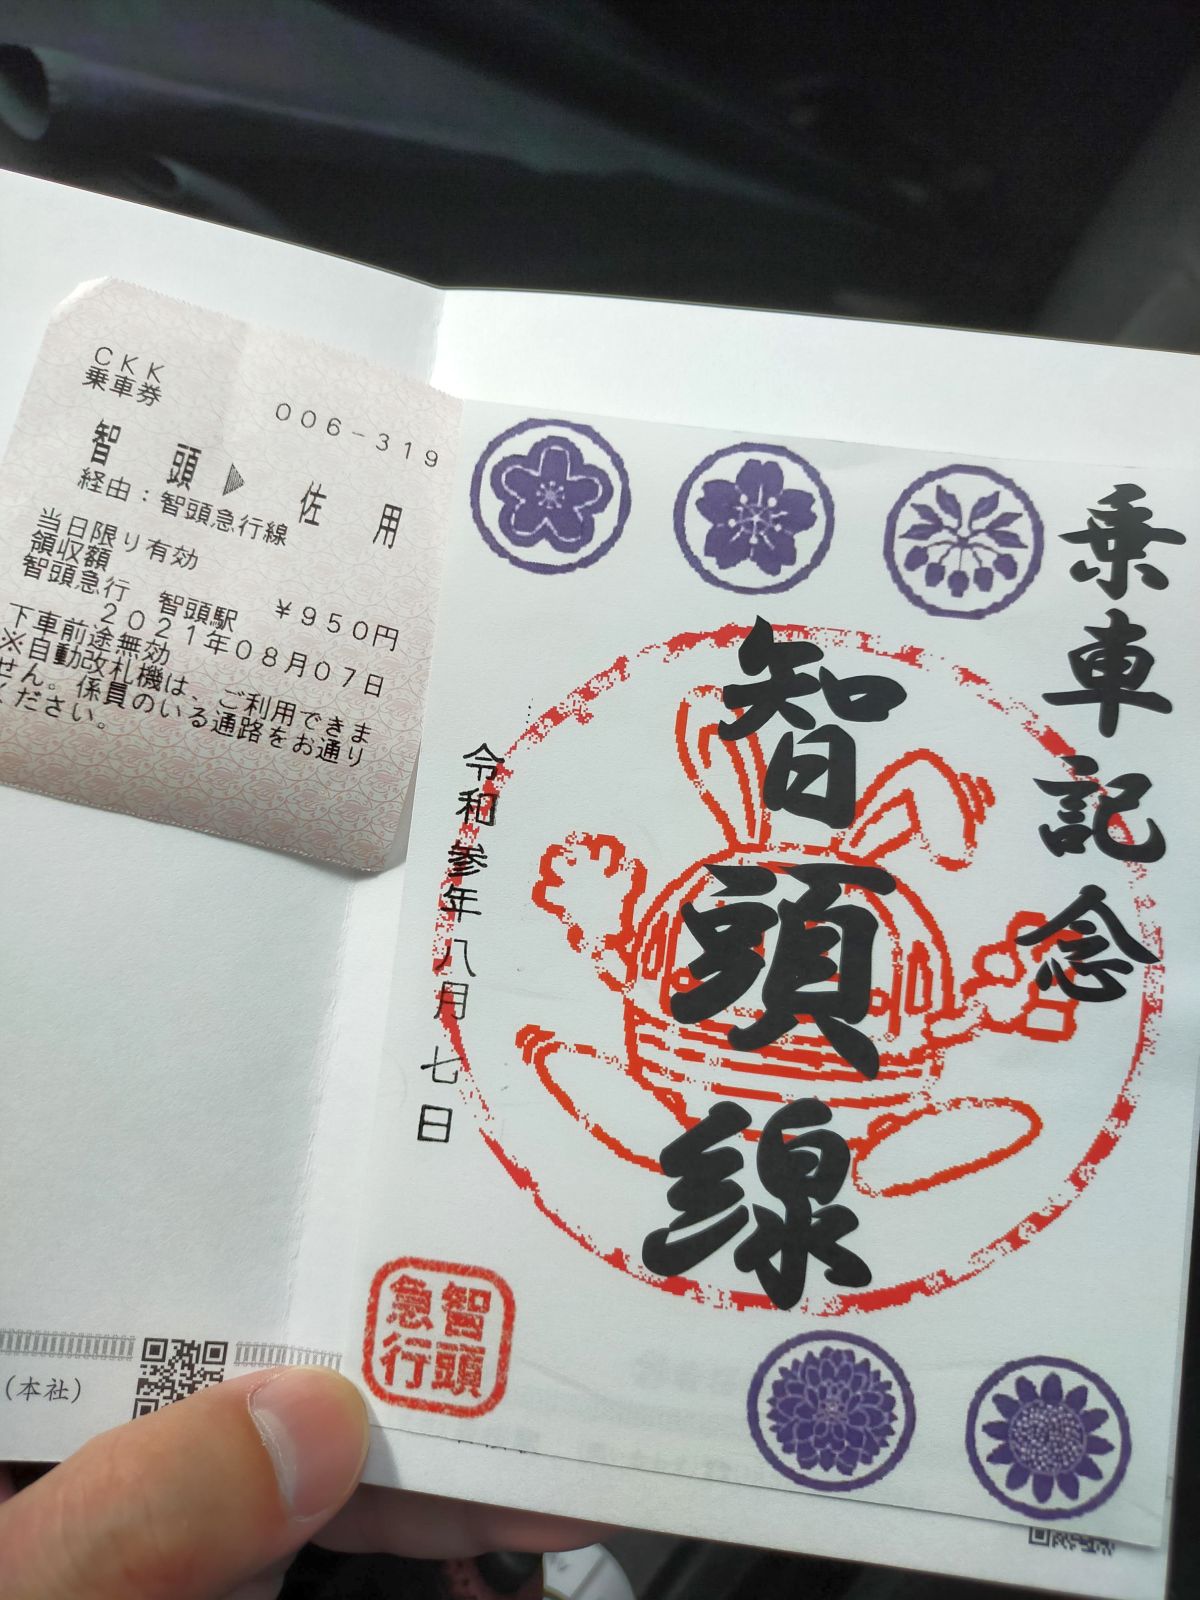 CKK
乗車券
006-319
智頭▶佐用
経由：智頭急行線
当日限り有効
領収額 ￥950円
智頭急行 智頭駅
2021年08月07日
下車前途無効
※自動改札機は、ご利用できま
せん。係員のいる通路をお通り
ください。
乗車記念
智頭線
令和参年八月七日
智頭
急行
（本社）